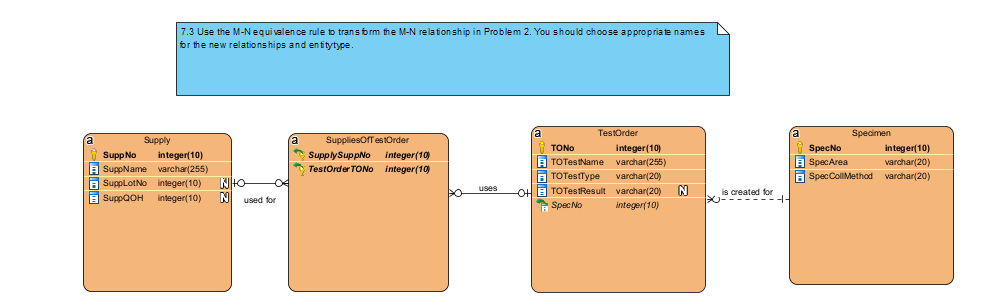 7.3 Use the M-N equivalence rule to transform the M-N relationship in Problem 2. You should choose appropriate names
for the new relationships and entitytype.
a
Supply
SuppNo integer(10)
SuppName varchar(255)
SuppLotNo integer(10) N
SuppQOH integer(10) N
used for
a
SuppliesOfTestOrder
SupplySuppNo integer(10)
TestOrderTONo integer(10)
uses
a
TestOrder
TONo integer(10)
TOTestName varchar(255)
TOTestType varchar(20)
TOTestResult varchar(20) N
SpecNo integer(10)
is created for
a
Specimen
SpecNo integer(10)
SpecArea varchar(20)
SpecCollMethod varchar(20)